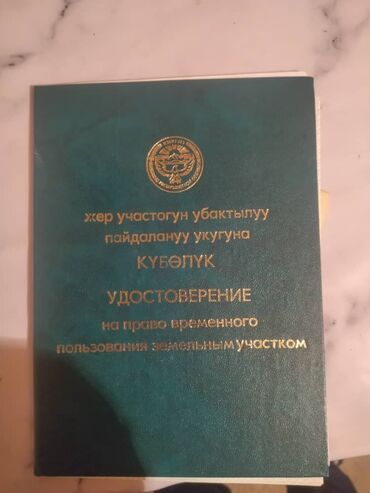 жер участогун убактылуу
пайдалануу укугуна
КҮБӨЛҮК
УДОСТОВЕРЕНИЕ
на право временного
пользования земельным участком